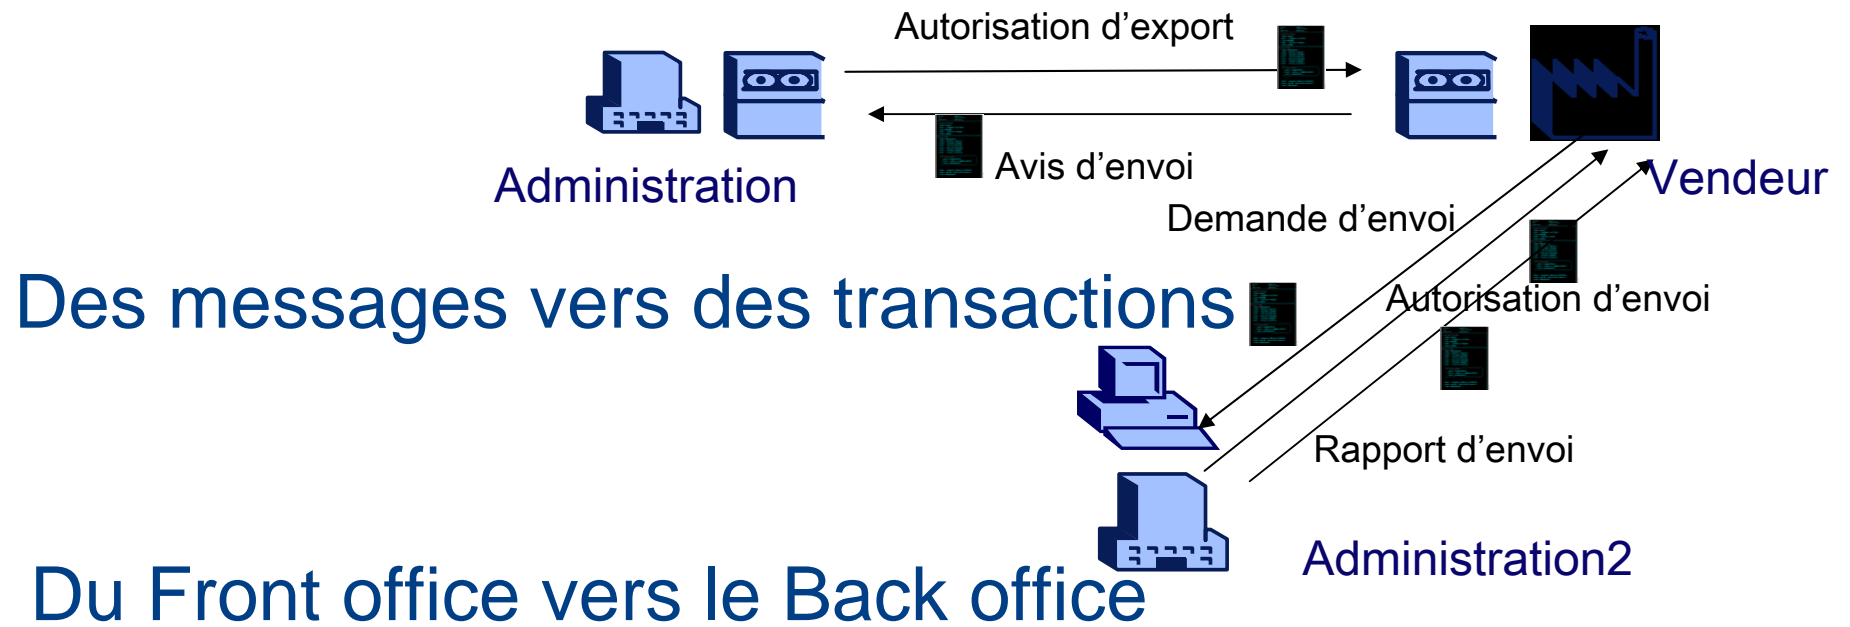 Autorisation d’export
Avis d’envoi
Administration
Vendeur
Demande d’envoi
Des messages vers des transactions
Autorisation d’envoi
Rapport d’envoi
Administration2
Du Front office vers le Back office